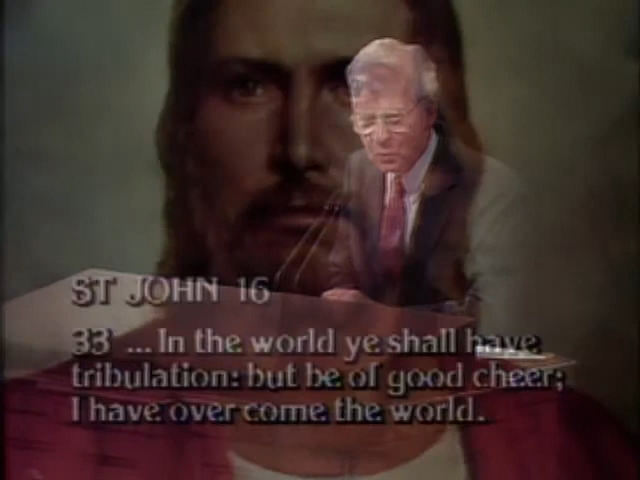 ST JOHN 16
33 ... In the world ye shall have
tribulation: but be of good cheer;
I have over come the world.